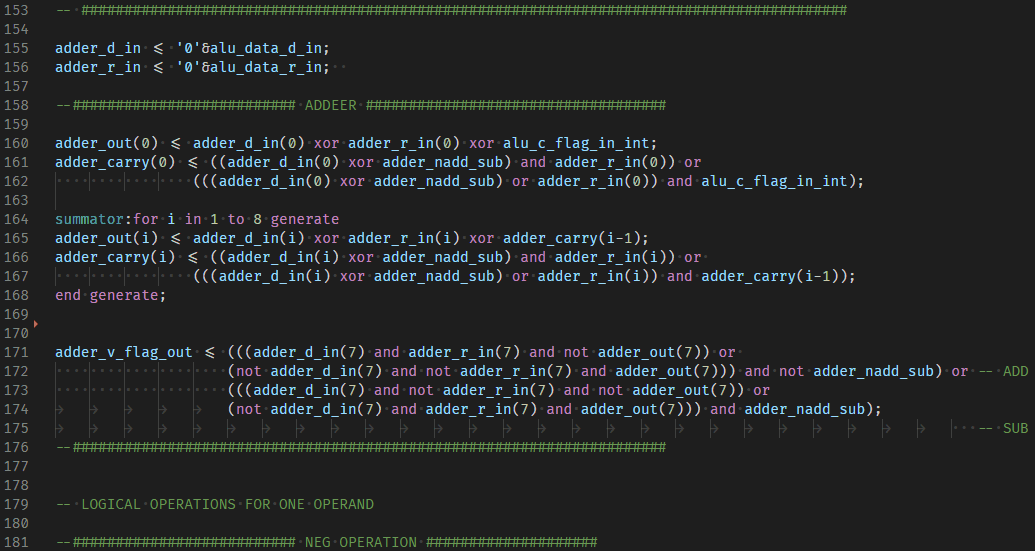 153 -- ##########################################################################################
154
155 adder_d_in <= '0'&alu_data_d_in;
156 adder_r_in <= '0'&alu_data_r_in;
157
158 --########################## ADDEER ###################################
159
160 adder_out(0) <= adder_d_in(0) xor adder_r_in(0) xor alu_c_flag_in_int;
161 adder_carry(0) <= ((adder_d_in(0) xor adder_nadd_sub) and adder_r_in(0)) or
162 (((adder_d_in(0) xor adder_nadd_sub) or adder_r_in(0)) and alu_c_flag_in_int);
163
164 summator:for i in 1 to 8 generate
165 adder_out(i) <= adder_d_in(i) xor adder_r_in(i) xor adder_carry(i-1);
166 adder_carry(i) <= ((adder_d_in(i) xor adder_nadd_sub) and adder_r_in(i)) or
167 (((adder_d_in(i) xor adder_nadd_sub) or adder_r_in(i)) and adder_carry(i-1));
168 end generate;
169
170
171 adder_v_flag_out <= (((adder_d_in(7) and adder_r_in(7) and not adder_out(7)) or
172 (not adder_d_in(7) and not adder_r_in(7) and adder_out(7))) and not adder_nadd_sub) or -- ADD
173 (((adder_d_in(7) and not adder_r_in(7) and not adder_out(7)) or
174 (not adder_d_in(7) and adder_r_in(7) and adder_out(7))) and adder_nadd_sub);
175 -- SUB
176 --#####################################################################
177
178
179 -- LOGICAL OPERATIONS FOR ONE OPERAND
180
181 --########################## NEG OPERATION ####################